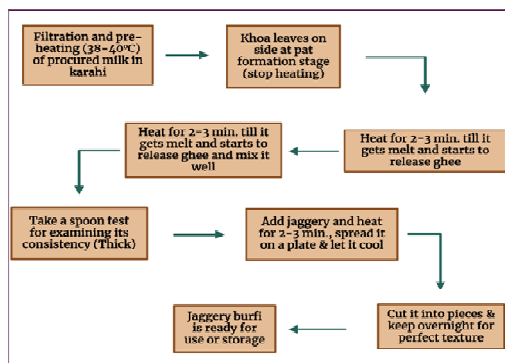 Filtration and pre-
heating (38-40°C)
of procured milk in
karahi
Khoa leaves on
side at pat
formation stage
(stop heating)
Heat for 2-3 min. till it
gets melt and starts to
release ghee
Heat for 2-3 min. till it
gets melt and starts to
release ghee and mix it
well
Take a spoon test
for examining its
consistency (Thick)
Add jaggery and heat
for 2-3 min., spread it
on a plate & let it cool
Cut it into pieces &
keep overnight for
perfect texture
Jaggery burfi
is ready for
use or storage